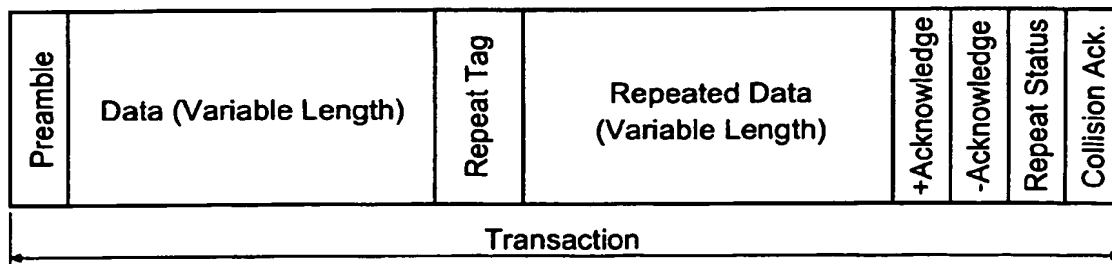 Preamble
Data (Variable Length)
Repeat Tag
Repeated Data
(Variable Length)
+Acknowledge
-Acknowledge
Repeat Status
Collision Ack.
Transaction